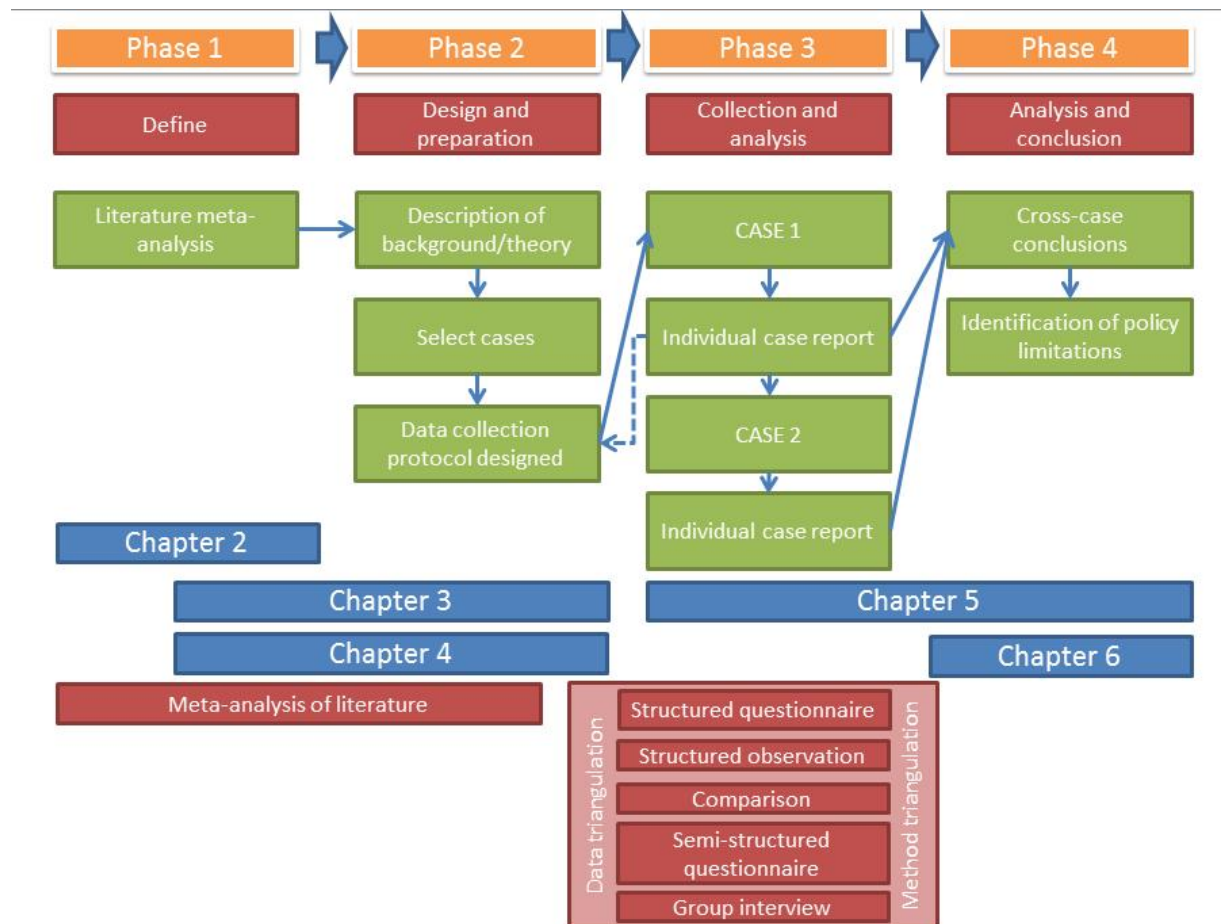 Phase 1
Phase 2
Phase 3
Phase 4
Define
Design and
preparation
Collection and
analysis
Analysis and
conclusion
Literature meta-
analysis
Description of
background/theory
CASE 1
Cross-case
conclusions
Select cases
Individual case report
Identification of policy
limitations
Data collection
protocol designed
CASE 2
Individual case report
Chapter 2
Chapter 3
Chapter 5
Chapter 4
Chapter 6
Meta-analysis of literature
Data triangulation
Structured questionnaire
Structured observation
Comparison
Semi-structured
questionnaire
Group interview
Method triangulation